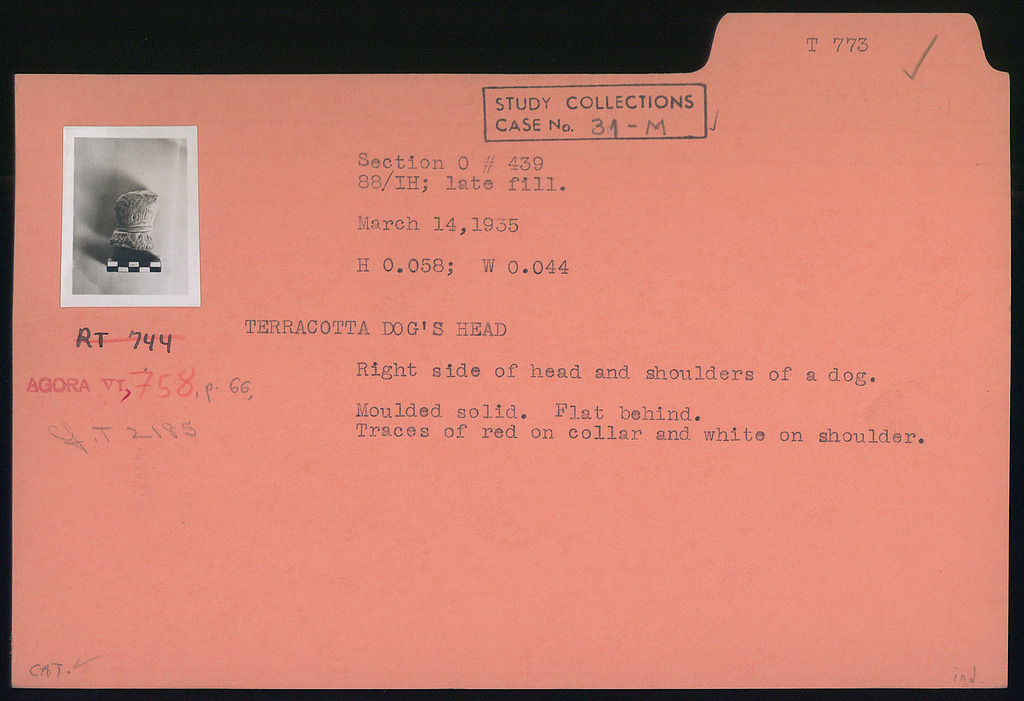 T 773
STUDY COLLECTIONS
CASE No. 31-M
Section O # 439
88/IH; late fill.
March 14,1935
H 0.058; W 0.044
RT 744
TERRACOTTA DOG'S HEAD
Right side of head and shoulders of a dog.
AGORA VI, 758, p. 66,
Moulded solid. Flat behind.
cf. T 2185
Traces of red on collar and white on shoulder.
CAT.
ind.